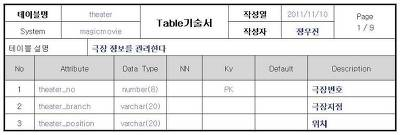 테이블명 theater Table기술서 작성일 2011/11/10 Page
System magicmovie 작성자 정우진 1 / 9
테이블 설명 극장 정보를 관리한다
No Attribute Data Type NN Ky Default Description
1 theater_no number(8) PK 극장번호
2 theater_branch varchar(20) 극장지점
3 theater_position varchar(20) 위치